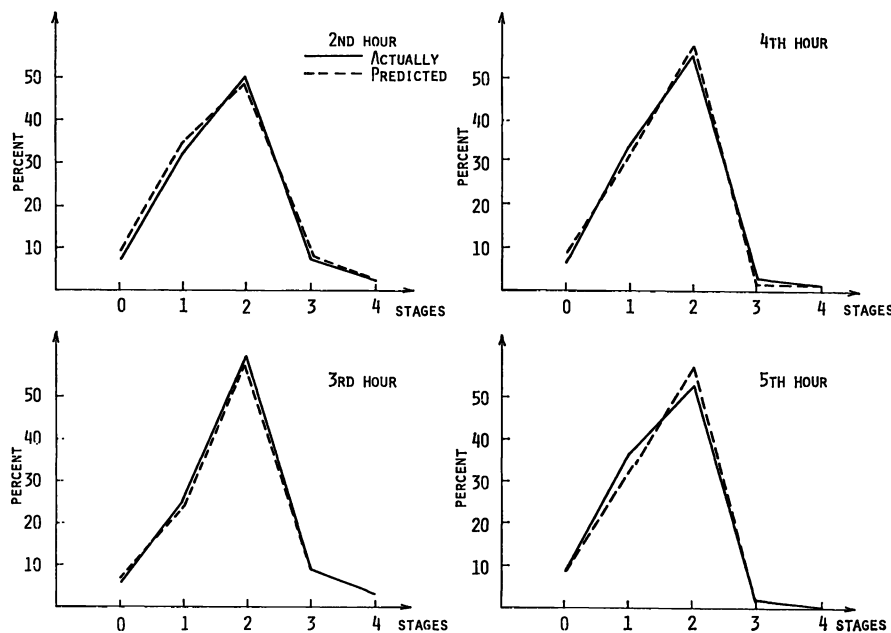 2ND HOUR
ACTUALLY
PREDICTED
50
40
30
20
10
PERCENT
0 1 2 3 4 STAGES
4TH HOUR
50
40
30
20
10
PERCENT
0 1 2 3 4 STAGES
3RD HOUR
50
40
30
20
10
PERCENT
0 1 2 3 4 STAGES
5TH HOUR
50
40
30
20
10
PERCENT
0 1 2 3 4 STAGES